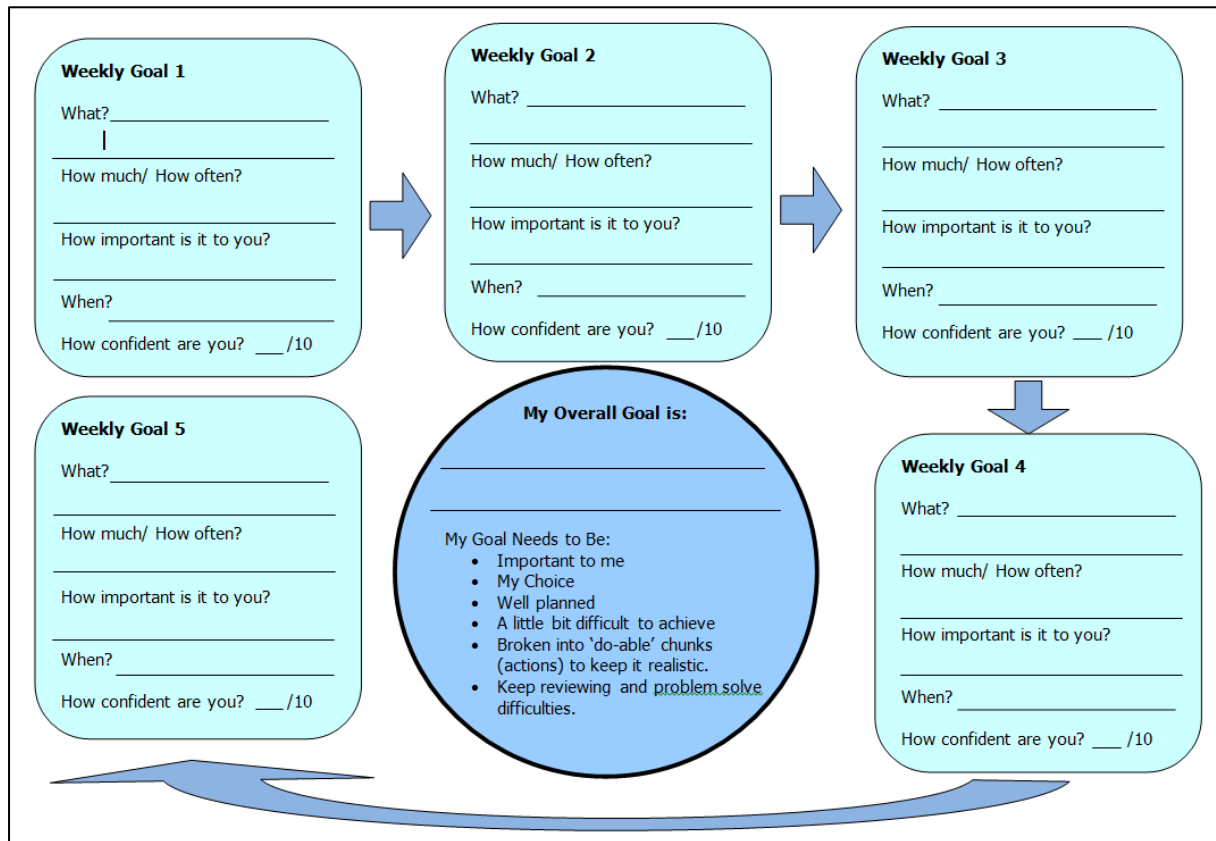 Weekly Goal 1
What?
How much/ How often?
How important is it to you?
When?
How confident are you? ___ /10
Weekly Goal 2
What?
How much/ How often?
How important is it to you?
When?
How confident are you? ___ /10
Weekly Goal 3
What?
How much/ How often?
How important is it to you?
When?
How confident are you? ___ /10
Weekly Goal 4
What?
How much/ How often?
How important is it to you?
When?
How confident are you? ___ /10
Weekly Goal 5
What?
How much/ How often?
How important is it to you?
When?
How confident are you? ___ /10
My Overall Goal is:
My Goal Needs to Be:
• Important to me
• My Choice
• Well planned
• A little bit difficult to achieve
• Broken into ‘do-able’ chunks
(actions) to keep it realistic.
• Keep reviewing and problem solve
difficulties.